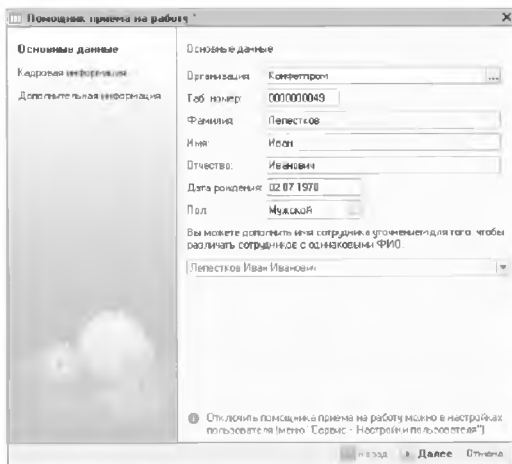 Помощник приема на работу *
Основные данные
Кадровая информация
Дополнительная информация
Основные данные
Организация Конфетпром ...
Таб. номер: 0000000049
Фамилия: Лепестков
Имя: Иван
Отчество: Иванович
Дата рождения: 02.07.1978
Пол: Мужской
Вы можете дополнить имя сотрудника уточнением для того, чтобы
различать сотрудников с одинаковыми ФИО.
Лепестков Иван Иванович
Отключить помощника приема на работу можно в настройках
пользователя (меню "Сервис - Настройки пользователя")
Назад Далее Отмена